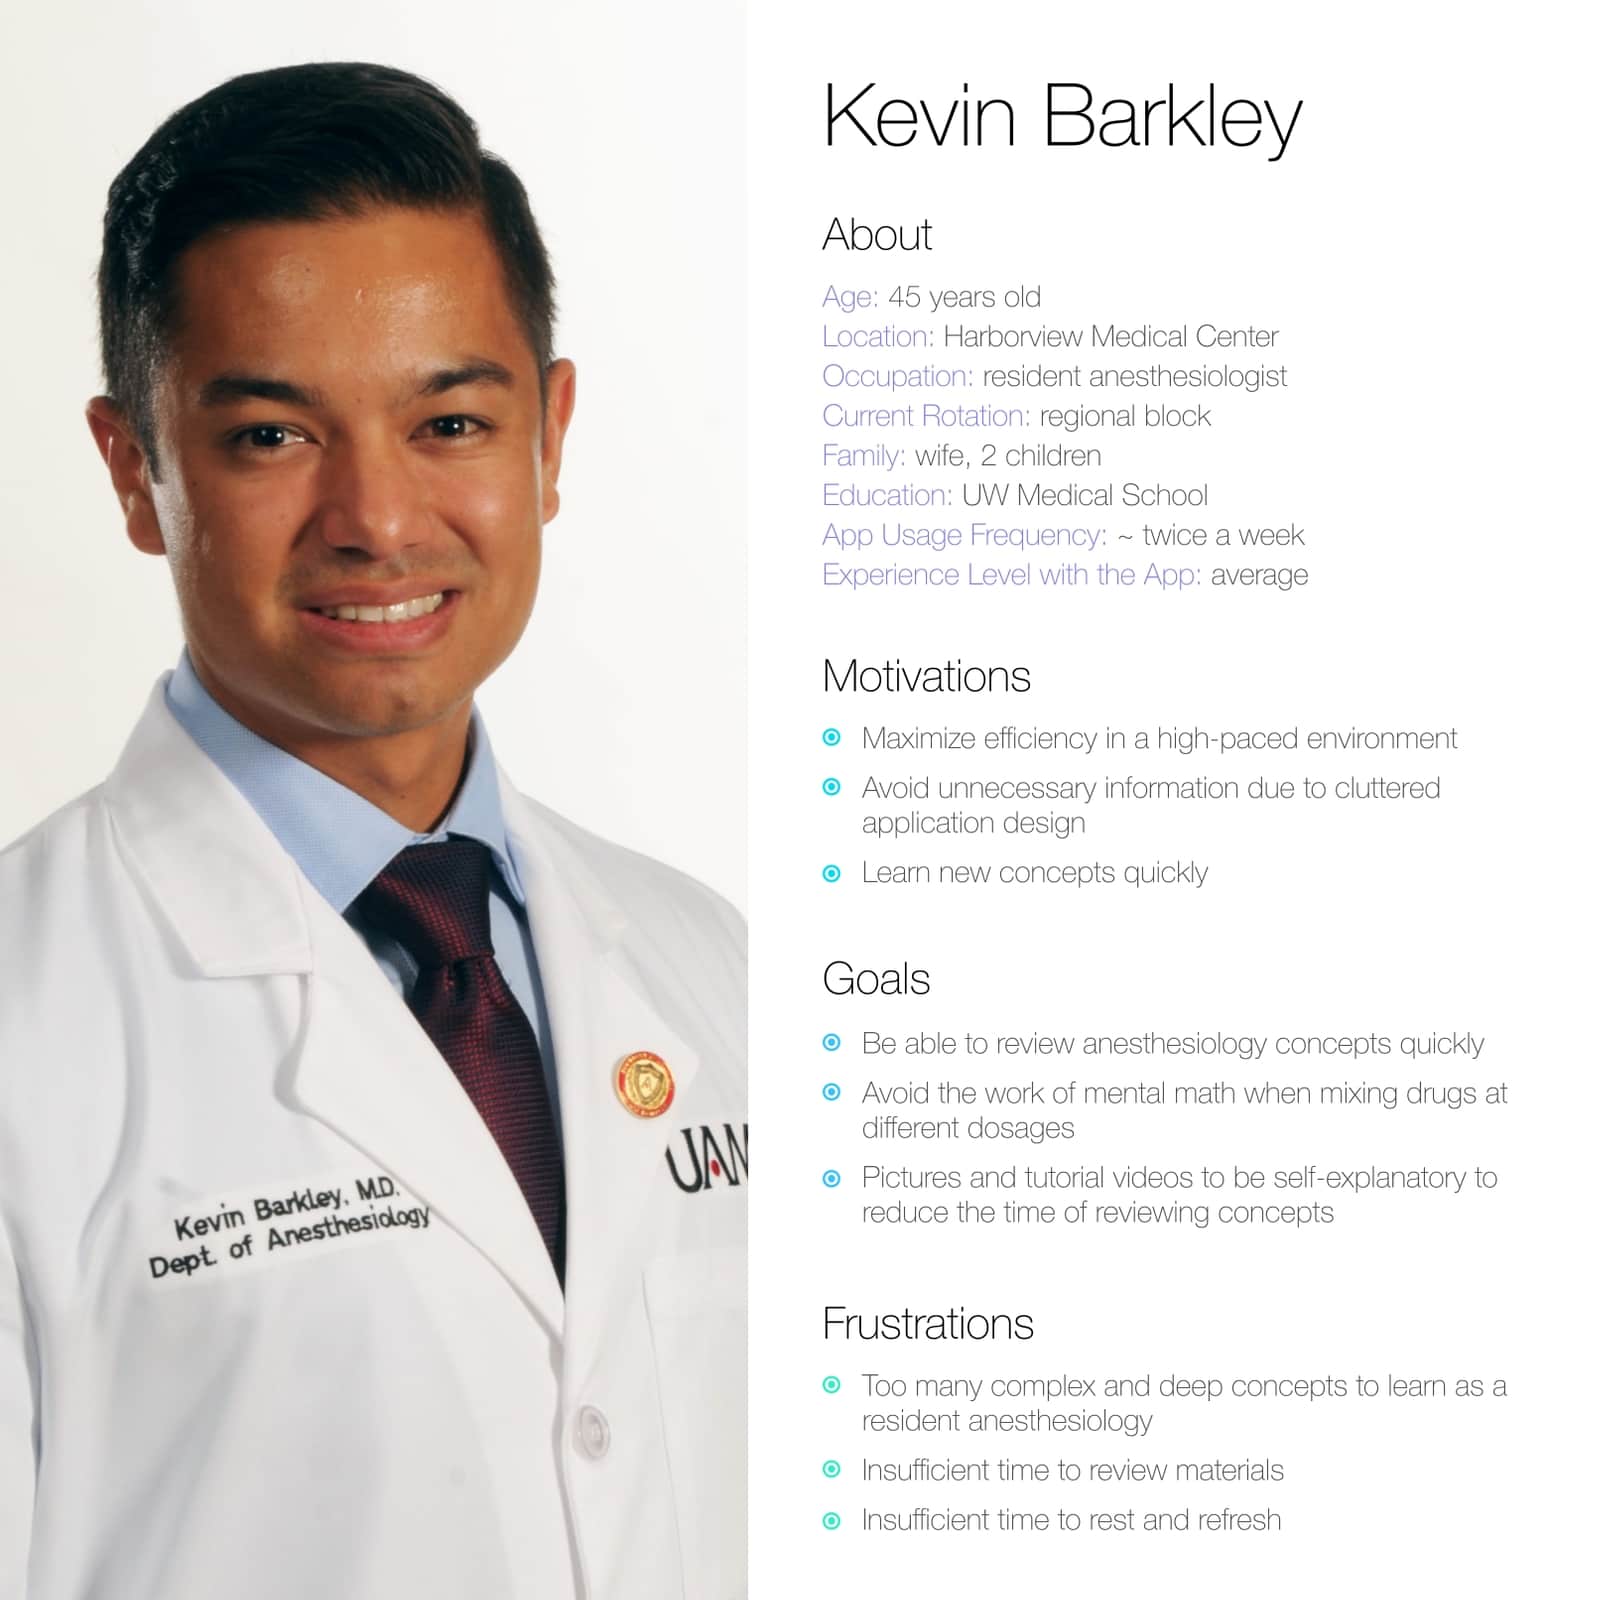 Kevin Barkley
About
Age: 45 years old
Location: Harborview Medical Center
Occupation: resident anesthesiologist
Current Rotation: regional block
Family: wife, 2 children
Education: UW Medical School
App Usage Frequency: ~ twice a week
Experience Level with the App: average
Motivations
Maximize efficiency in a high-paced environment
Avoid unnecessary information due to cluttered
application design
Learn new concepts quickly
Goals
Be able to review anesthesiology concepts quickly
Avoid the work of mental math when mixing drugs at
different dosages
Pictures and tutorial videos to be self-explanatory to
reduce the time of reviewing concepts
Frustrations
Too many complex and deep concepts to learn as a
resident anesthesiology
Insufficient time to review materials
Insufficient time to rest and refresh
Kevin Barkley, M.D.
Dept. of Anesthesiology
UAM